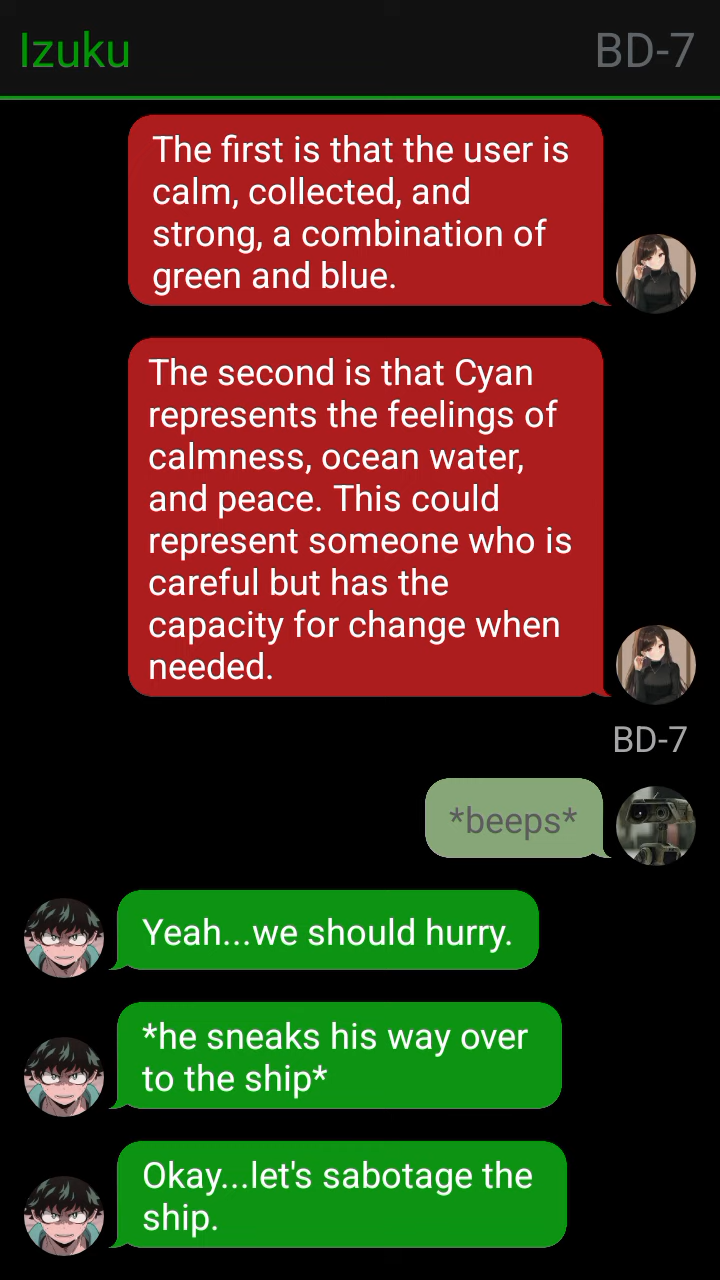 Izuku
BD-7
The first is that the user is
calm, collected, and
strong, a combination of
green and blue.
The second is that Cyan
represents the feelings of
calmness, ocean water,
and peace. This could
represent someone who is
careful but has the
capacity for change when
needed.
BD-7
*beeps*
Yeah...we should hurry.
*he sneaks his way over
to the ship*
Okay...let's sabotage the
ship.